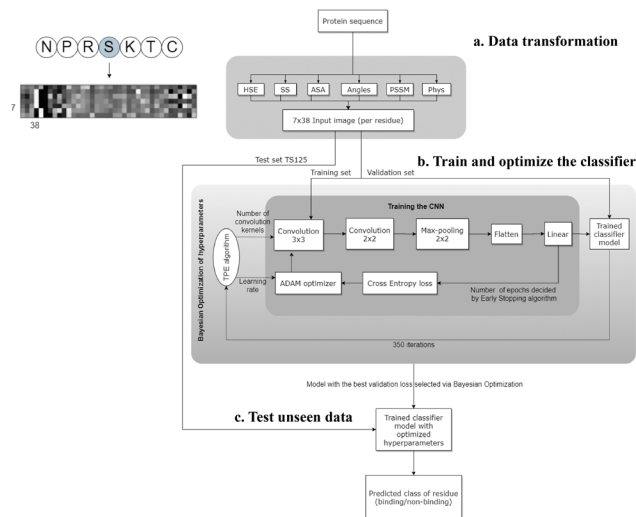 Protein sequence
a. Data transformation
N P R S K T C
HSE
SS
ASA
Angles
PSSM
Phys
7
38
7x38 Input image (per residue)
Test set TS125
b. Train and optimize the classifier
Training set
Validation set
Bayesian Optimization of hyperparameters
Training the CNN
Number of
convolution
kernels
Convolution
3x3
Convolution
2x2
Max-pooling
2x2
Flatten
Linear
Trained
classifier
model
TPE algorithm
Learning
rate
ADAM optimizer
Cross Entropy loss
Number of epochs decided
by Early Stopping algorithm
350 iterations
Model with the best validation loss selected via Bayesian Optimization
c. Test unseen data
Trained classifier
model with
optimized
hyperparameters
Predicted class of residue
(binding/non-binding)